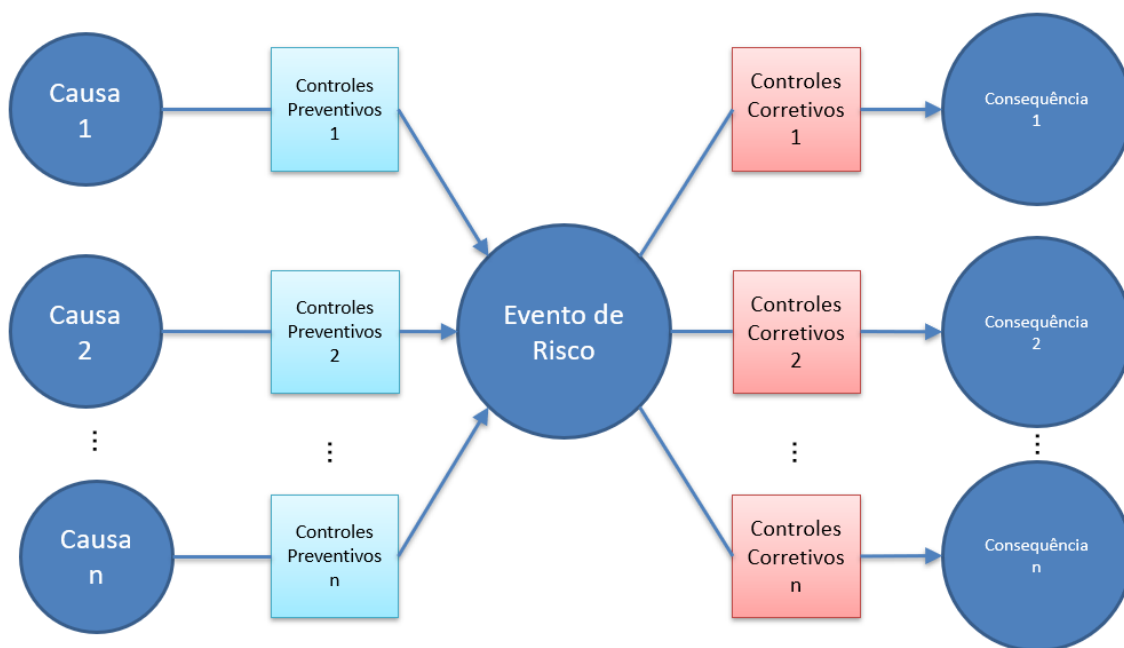 Causa
1
Controles
Preventivos
1
Controles
Corretivos
1
Consequência
1
Causa
2
Controles
Preventivos
2
Evento de
Risco
Controles
Corretivos
2
Consequência
2
...
...
...
...
Causa
n
Controles
Preventivos
n
Controles
Corretivos
n
Consequência
n